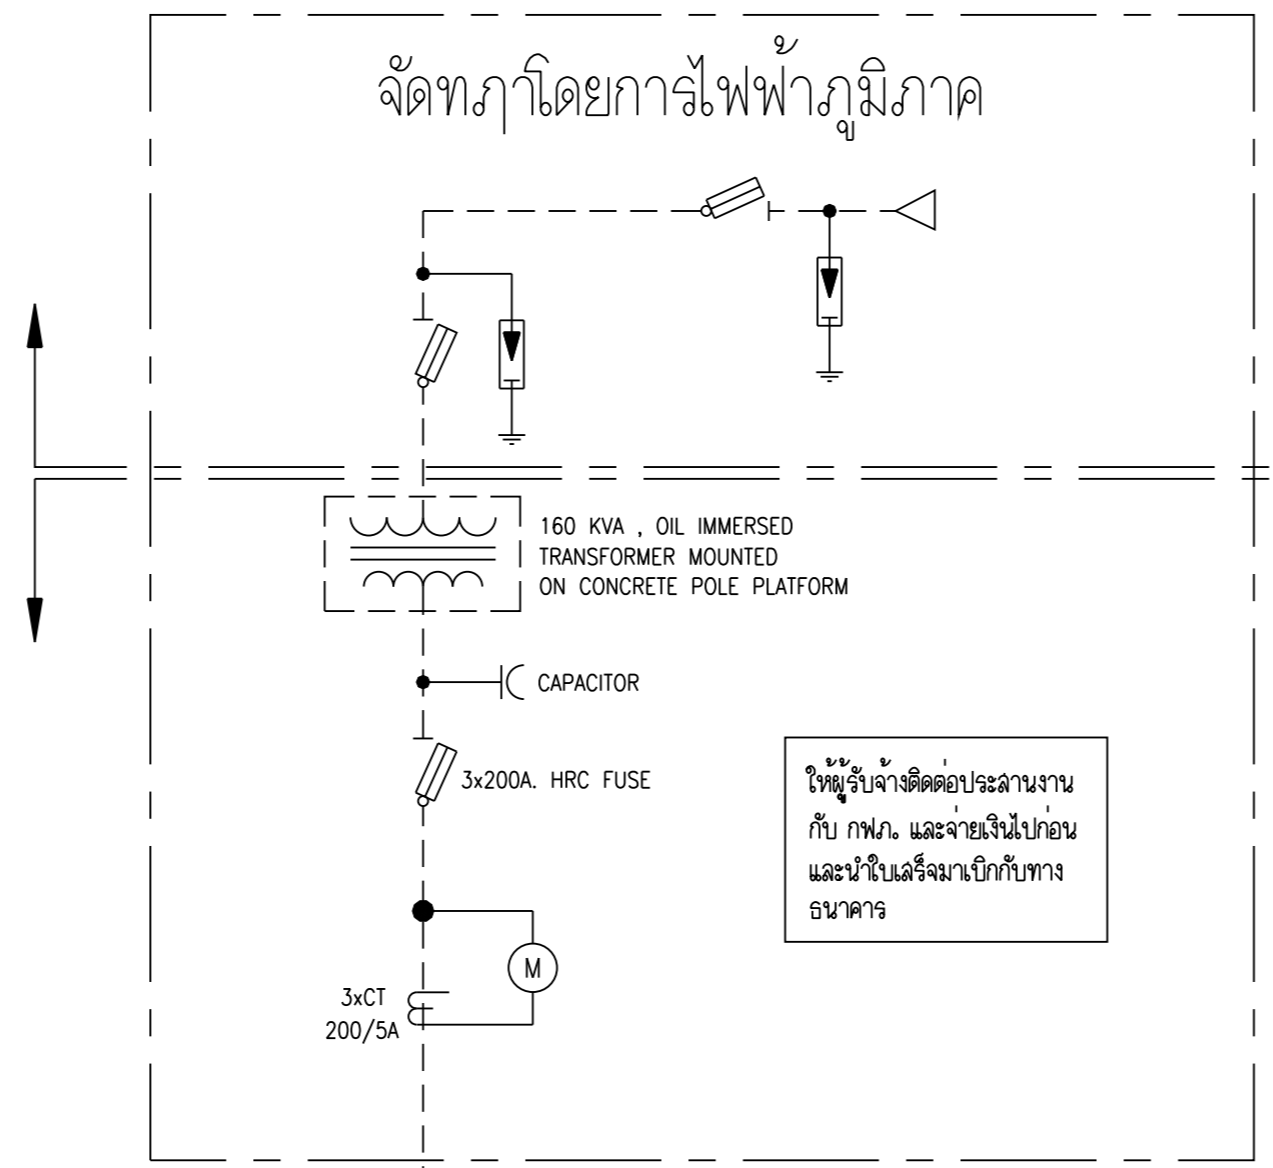 จัดทำโดยการไฟฟ้าภูมิภาค
160 KVA , OIL IMMERSED
TRANSFORMER MOUNTED
ON CONCRETE POLE PLATFORM
CAPACITOR
3x200A. HRC FUSE
ให้ผู้รับจ้างติดต่อประสานงาน
กับ กฟภ. และจ่ายเงินไปก่อน
และนำใบเสร็จมาเบิกกับทาง
ธนาคาร
M
3xCT
200/5A